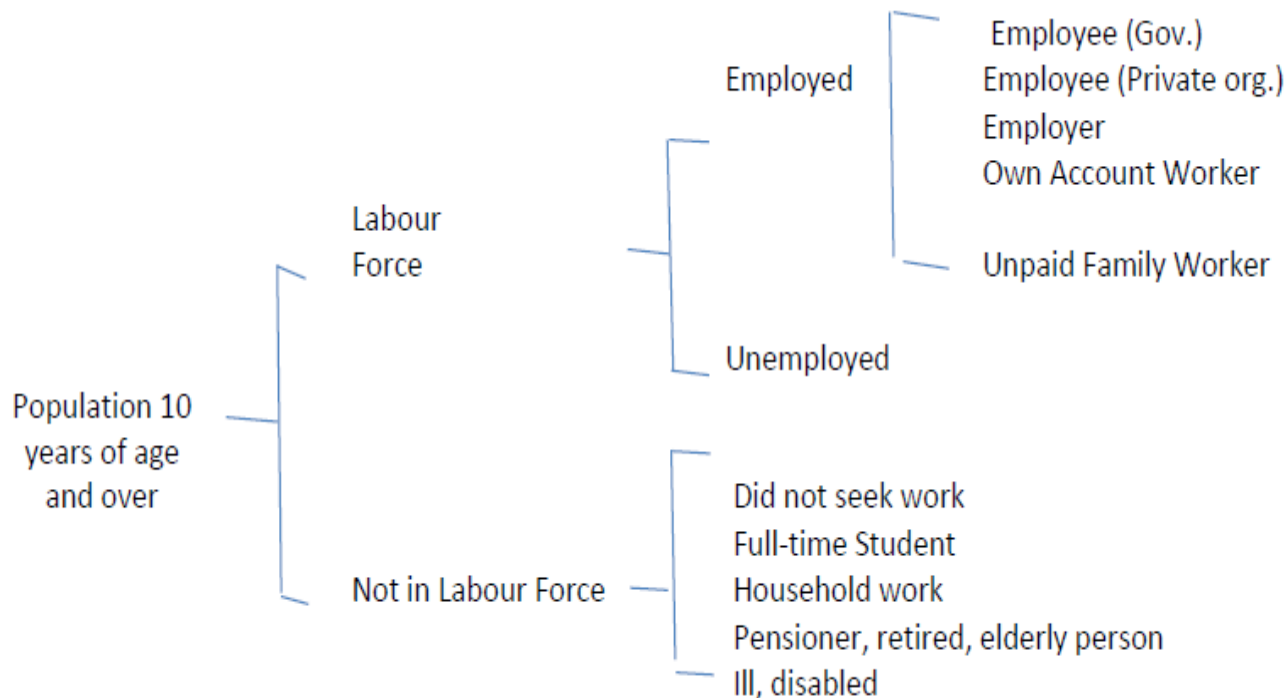 Employee (Gov.)
Employed
Employee (Private org.)
Employer
Own Account Worker
Labour
Force
Unpaid Family Worker
Unemployed
Population 10
years of age
and over
Did not seek work
Full-time Student
Not in Labour Force
Household work
Pensioner, retired, elderly person
Ill, disabled